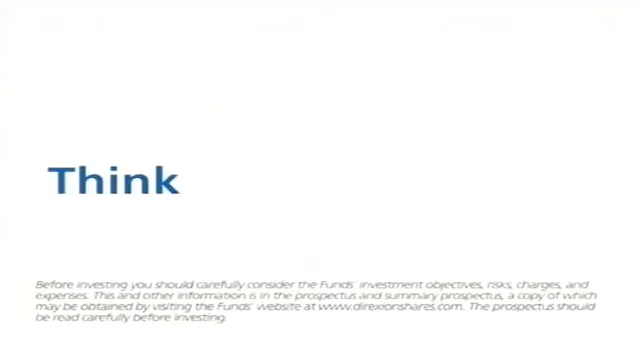 Think
Before investing you should carefully consider the Funds' investment objectives, risks, charges, and
expenses. This and other information is in the prospectus and summary prospectus, a copy of which
may be obtained by visiting the Funds' website at www.direxionshares.com. The prospectus should
be read carefully before investing.